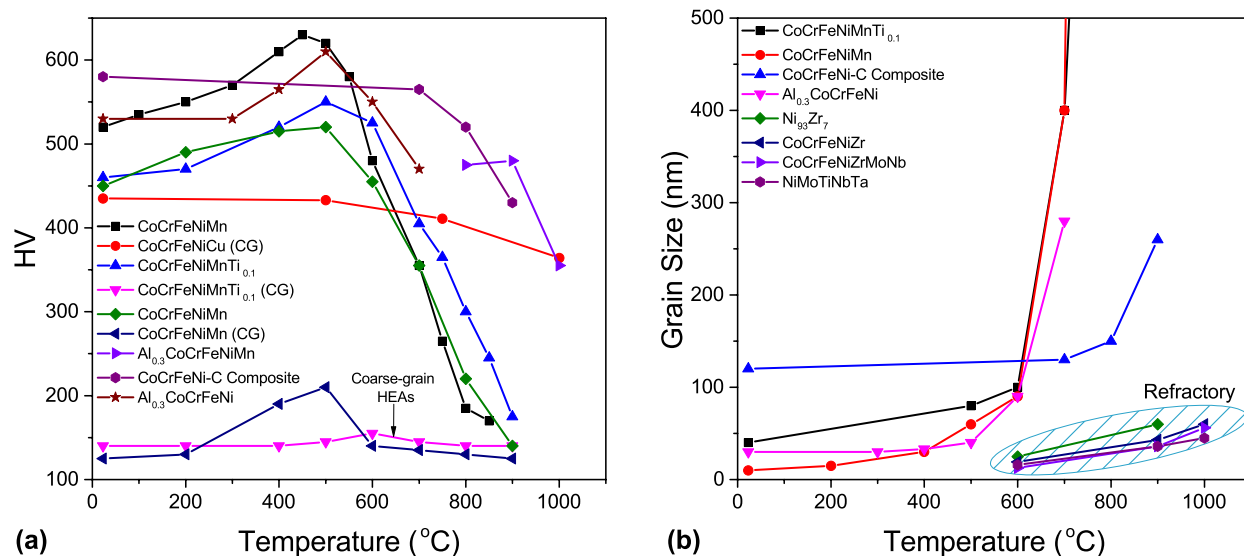 600
500
400
300
200
100
HV
CoCrFeNiMn
CoCrFeNiCu (CG)
CoCrFeNiMnTi0.1
CoCrFeNiMnTi0.1 (CG)
CoCrFeNiMn
CoCrFeNiMn (CG)
Al0.3CoCrFeNiMn
CoCrFeNi-C Composite
Al0.3CoCrFeNi
Coarse-grain
HEAs
0 200 400 600 800 1000
Temperature (°C)
(a)
500
400
300
200
100
0
Grain Size (nm)
CoCrFeNiMnTi0.1
CoCrFeNiMn
CoCrFeNi-C Composite
Al0.3CoCrFeNi
Ni93Zr7
CoCrFeNiZr
CoCrFeNiZrMoNb
NiMoTiNbTa
Refractory
0 200 400 600 800 1000
Temperature (°C)
(b)